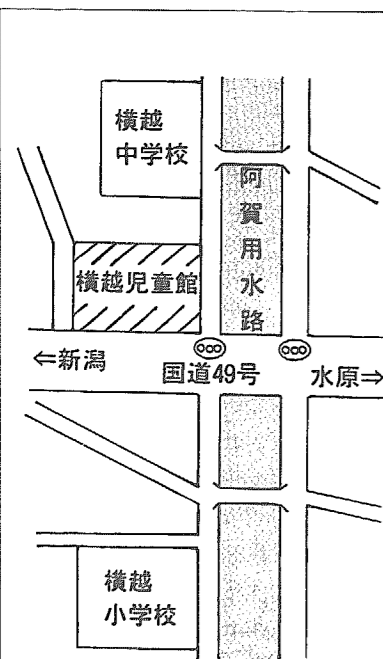 横越
中学校
阿賀用水路
横越児童館
⇐新潟
国道49号
水原⇒
横越
小学校